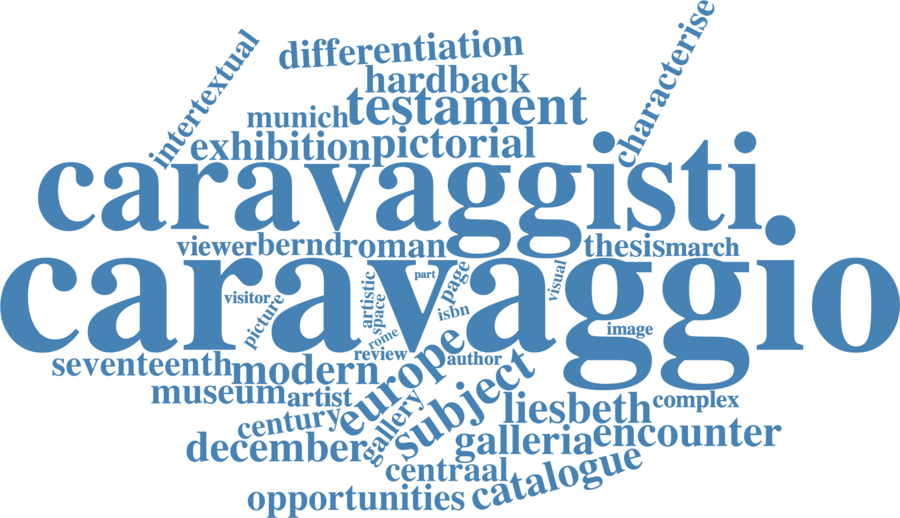 differentiation
characterise
intertextual
hardback
munich testament
exhibition pictorial
caravaggisti
viewer bernd roman thesis march
caravaggio
part
page
visual
artistic
visitor
picture
space
isbn
rome
image
review
author
seventeenth modern europe
museum artist
subject
century
gallery
liesbeth complex
december
galleria encounter
centraal
opportunities catalogue